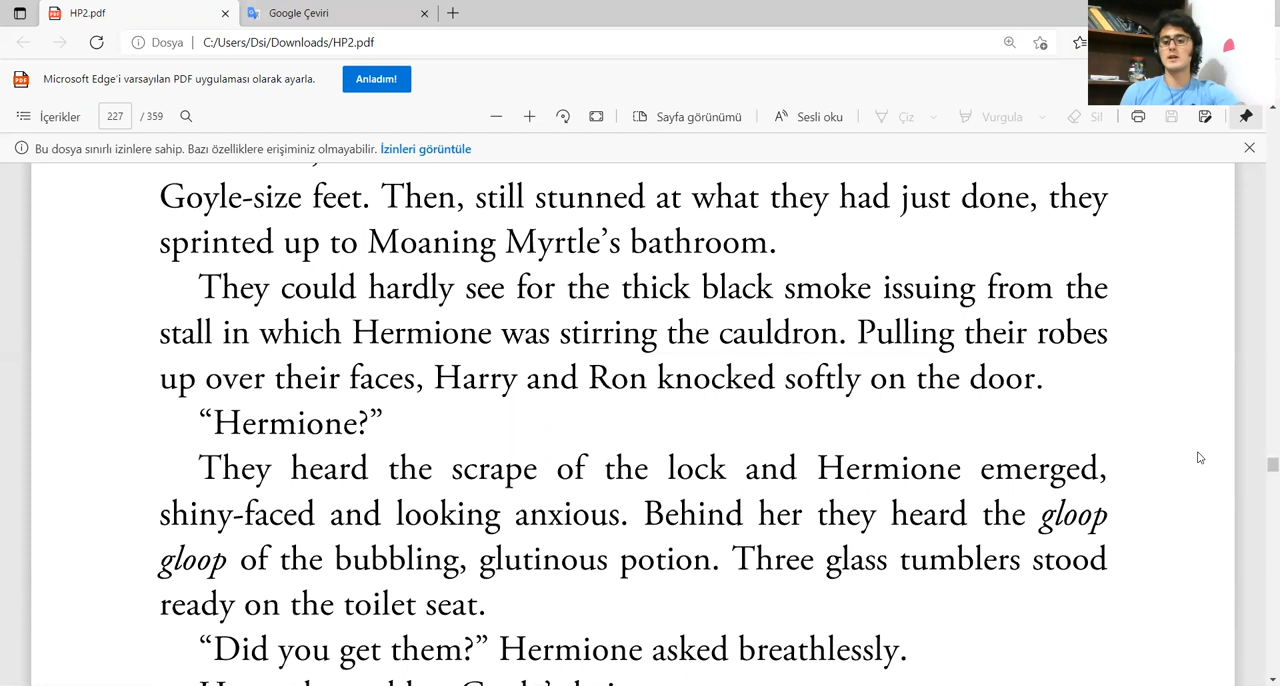 HP2.pdf
Google Çeviri
Dosya
C:/Users/Dsi/Downloads/HP2.pdf
Microsoft Edge'i varsayılan PDF uygulaması olarak ayarla.
Anladım!
İçerikler
227
/ 359
Sayfa görünümü
Sesli oku
Çiz
Vurgula
Sil
Bu dosya sınırlı izinlere sahip. Bazı özelliklere erişiminiz olmayabilir. İzinleri görüntüle
Goyle-size feet. Then, still stunned at what they had just done, they
sprinted up to Moaning Myrtle's bathroom.
They could hardly see for the thick black smoke issuing from the
stall in which Hermione was stirring the cauldron. Pulling their robes
up over their faces, Harry and Ron knocked softly on the door.
"Hermione?"
They heard the scrape of the lock and Hermione emerged,
shiny-faced and looking anxious. Behind her they heard the gloop
gloop of the bubbling, glutinous potion. Three glass tumblers stood
ready on the toilet seat.
"Did you get them?" Hermione asked breathlessly.